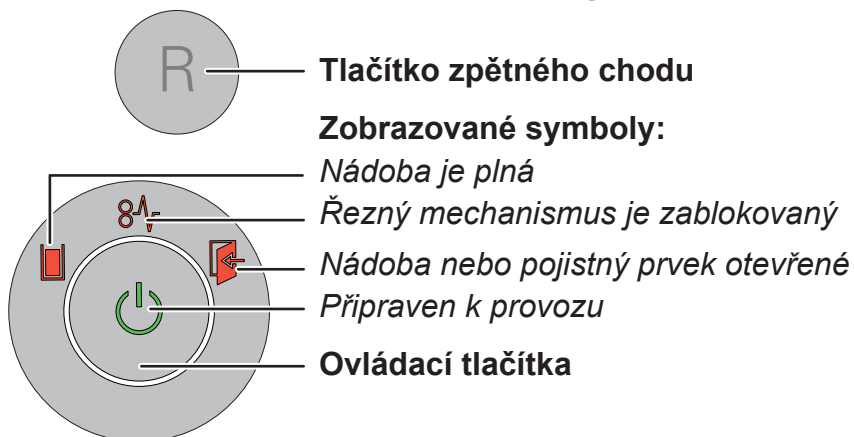 R
Tlačítko zpětného chodu
Zobrazované symboly:
Nádoba je plná
Řezný mechanismus je zablokovaný
Nádoba nebo pojistný prvek otevřené
Připraven k provozu
Ovládací tlačítka